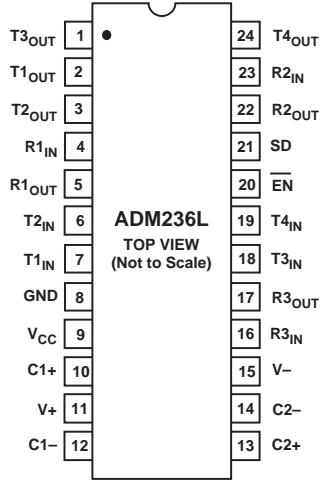 T3OUT 1 24 T4OUT
T1OUT 2 23 R2IN
T2OUT 3 22 R2OUT
R1IN 4 21 SD
R1OUT 5 20 E̅N̅
T2IN 6 ADM236L 19 T4IN
TOP VIEW
T1IN 7 (Not to Scale) 18 T3IN
GND 8 17 R3OUT
VCC 9 16 R3IN
C1+ 10 15 V–
V+ 11 14 C2–
C1– 12 13 C2+